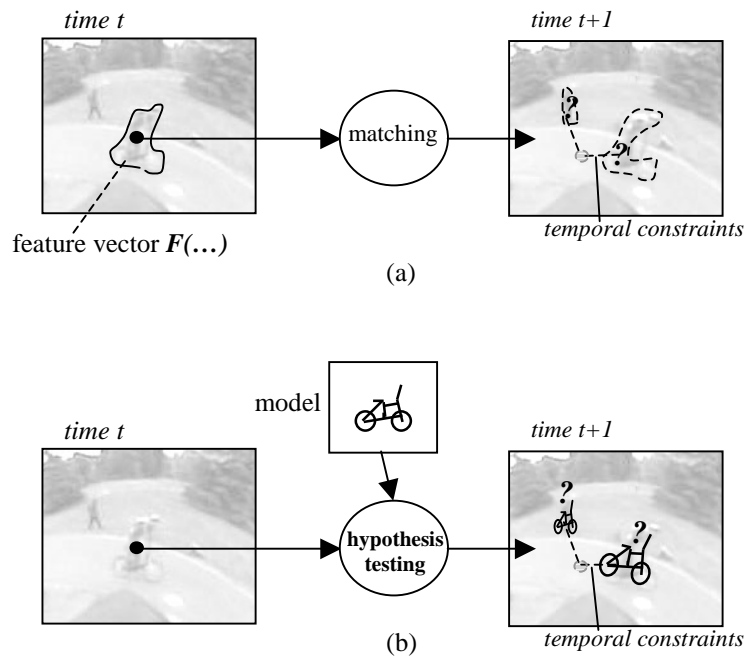 time t
time t+1
matching
?
?
feature vector F(…)
temporal constraints
(a)
model
time t
time t+1
?
?
hypothesis
testing
temporal constraints
(b)